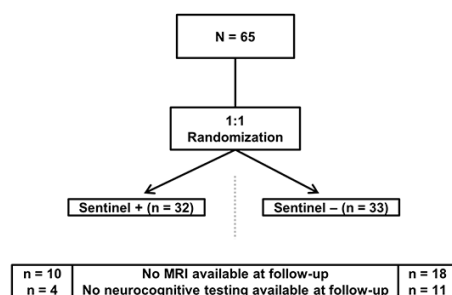 N = 65
1:1
Randomization
Sentinel + (n = 32)
Sentinel – (n = 33)
n = 10 No MRI available at follow-up n = 18
n = 4 No neurocognitive testing available at follow-up n = 11